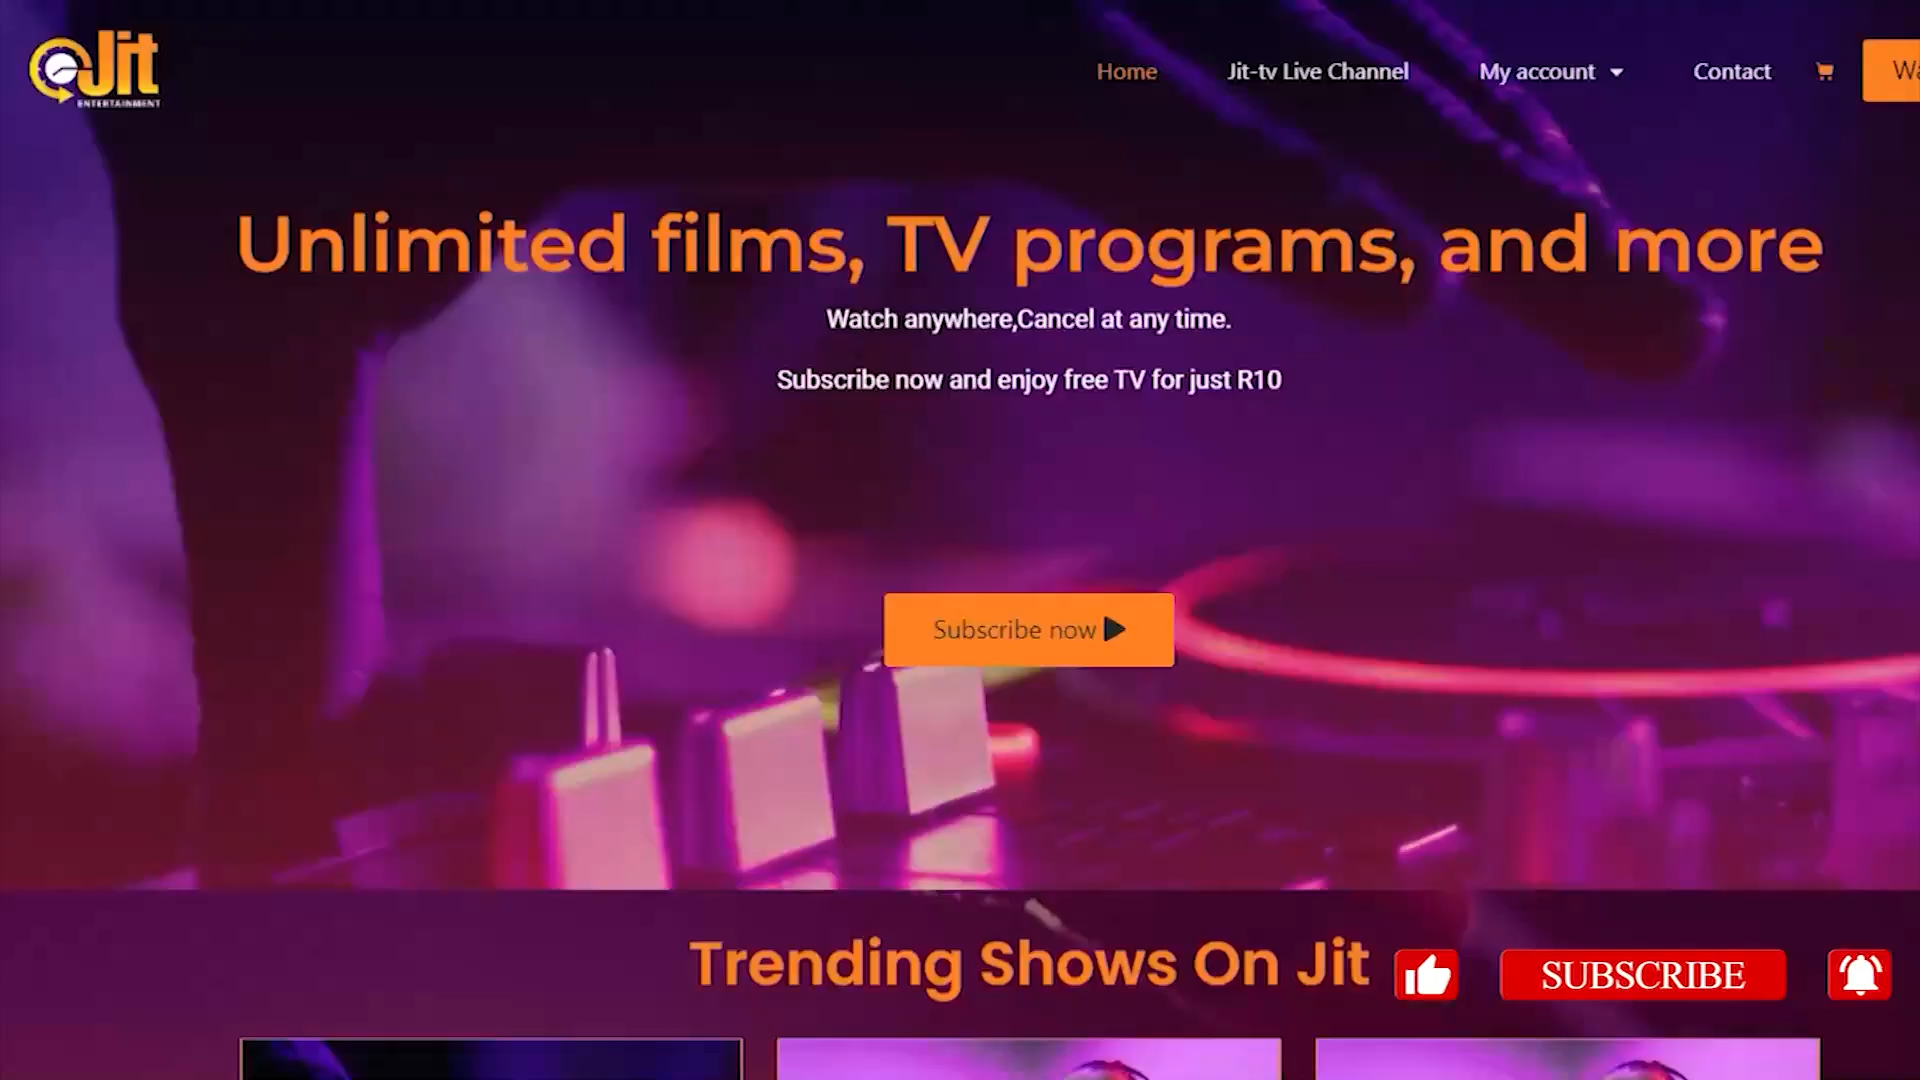 Jit
ENTERTAINMENT
Home
Jit-tv Live Channel
My account
Contact
Unlimited films, TV programs, and more
Watch anywhere,Cancel at any time.
Subscribe now and enjoy free TV for just R10
Subscribe now
Trending Shows On Jit
SUBSCRIBE